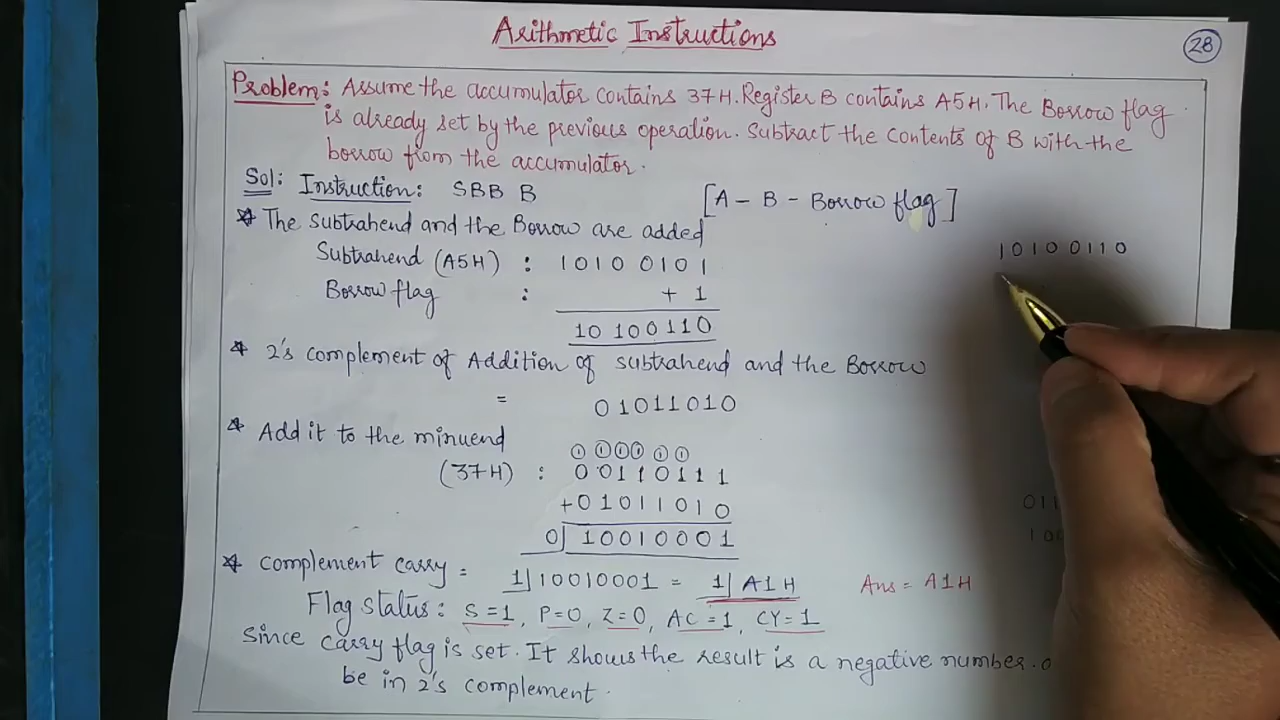 Arithmetic Instructions
28
Problem: Assume the accumulator contains 37H. Register B contains A5H. The Borrow flag
is already set by the previous operation. Subtract the contents of B with the
borrow from the accumulator.
Sol: Instruction: SBB B [A - B - Borrow flag]
* The subtrahend and the Borrow are added
Subtrahend (A5H) : 10100101
10100110
Borrow flag : + 1
10100110
* 2's complement of Addition of subtrahend and the Borrow
= 01011010
* Add it to the minuend
1 1 1 1 1 1
(37H) : 00110111
+01011010
011
0| 10010001
100
* Complement carry = 1| 10010001 = 1| A1H Ans = A1H
Flag status: S=1, P=0, Z=0, AC=1, CY=1
Since carry flag is set. It shows the result is a negative number.
be in 2's complement.